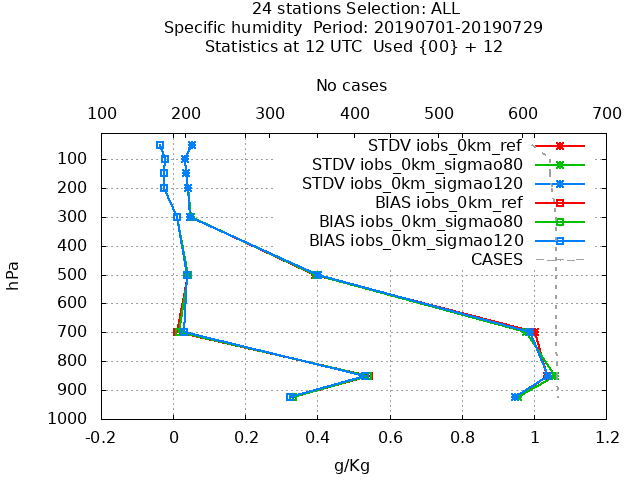 24 stations Selection: ALL
Specific humidity  Period: 20190701-20190729
Statistics at 12 UTC  Used {00} + 12
No cases
100 200 300 400 500 600 700
STDV iobs_0km_ref
STDV iobs_0km_sigmao80
STDV iobs_0km_sigmao120
BIAS iobs_0km_ref
BIAS iobs_0km_sigmao80
BIAS iobs_0km_sigmao120
CASES
hPa
100
200
300
400
500
600
700
800
900
1000
-0.2 0 0.2 0.4 0.6 0.8 1 1.2
g/Kg